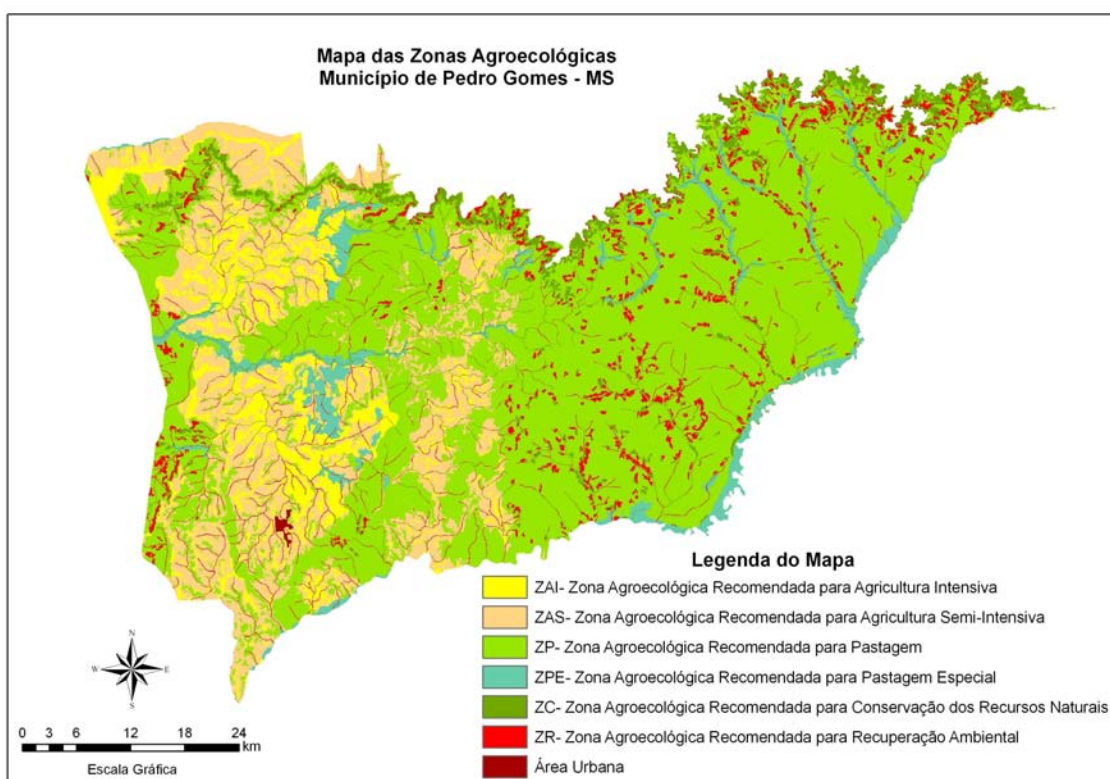 Mapa das Zonas Agroecológicas
Município de Pedro Gomes - MS
Legenda do Mapa
ZAI- Zona Agroecológica Recomendada para Agricultura Intensiva
ZAS- Zona Agroecológica Recomendada para Agricultura Semi-Intensiva
ZP- Zona Agroecológica Recomendada para Pastagem
ZPE- Zona Agroecológica Recomendada para Pastagem Especial
ZC- Zona Agroecológica Recomendada para Conservação dos Recursos Naturais
ZR- Zona Agroecológica Recomendada para Recuperação Ambiental
Área Urbana
N
W E
S
0 3 6 12 18 24
km
Escala Gráfica